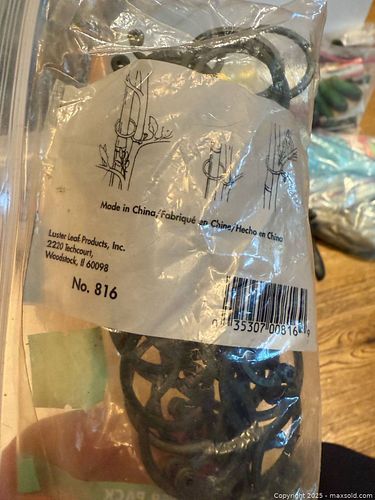 Made in China/Fabriqué en Chine/Hecho en China
Luster Leaf Products, Inc.
2220 Techcourt,
Woodstock, Il 60098
No. 816
35307 00816 9
Copyright 2025 - maxsold.com